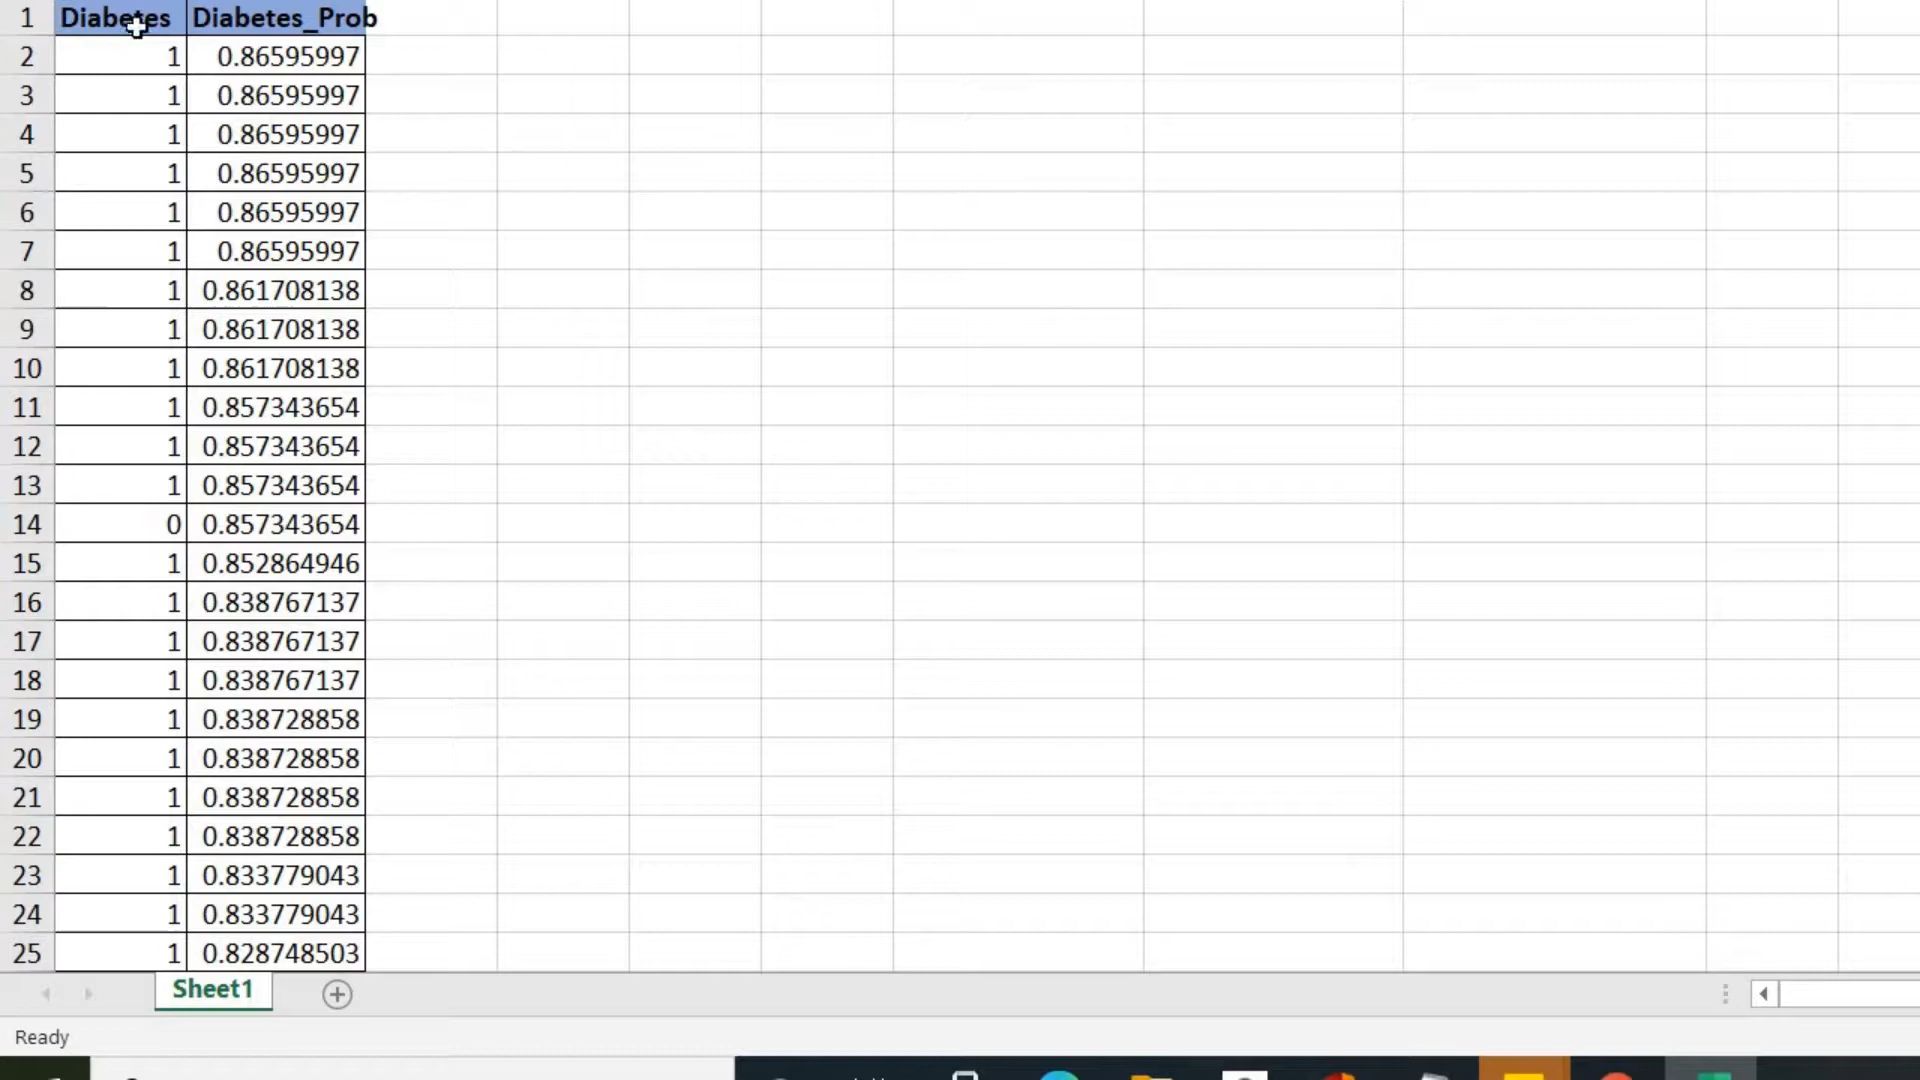 1 Diabetes Diabetes_Prob
2 1 0.86595997
3 1 0.86595997
4 1 0.86595997
5 1 0.86595997
6 1 0.86595997
7 1 0.86595997
8 1 0.861708138
9 1 0.861708138
10 1 0.861708138
11 1 0.857343654
12 1 0.857343654
13 1 0.857343654
14 0 0.857343654
15 1 0.852864946
16 1 0.838767137
17 1 0.838767137
18 1 0.838767137
19 1 0.838728858
20 1 0.838728858
21 1 0.838728858
22 1 0.838728858
23 1 0.833779043
24 1 0.833779043
25 1 0.828748503
Sheet1
Ready